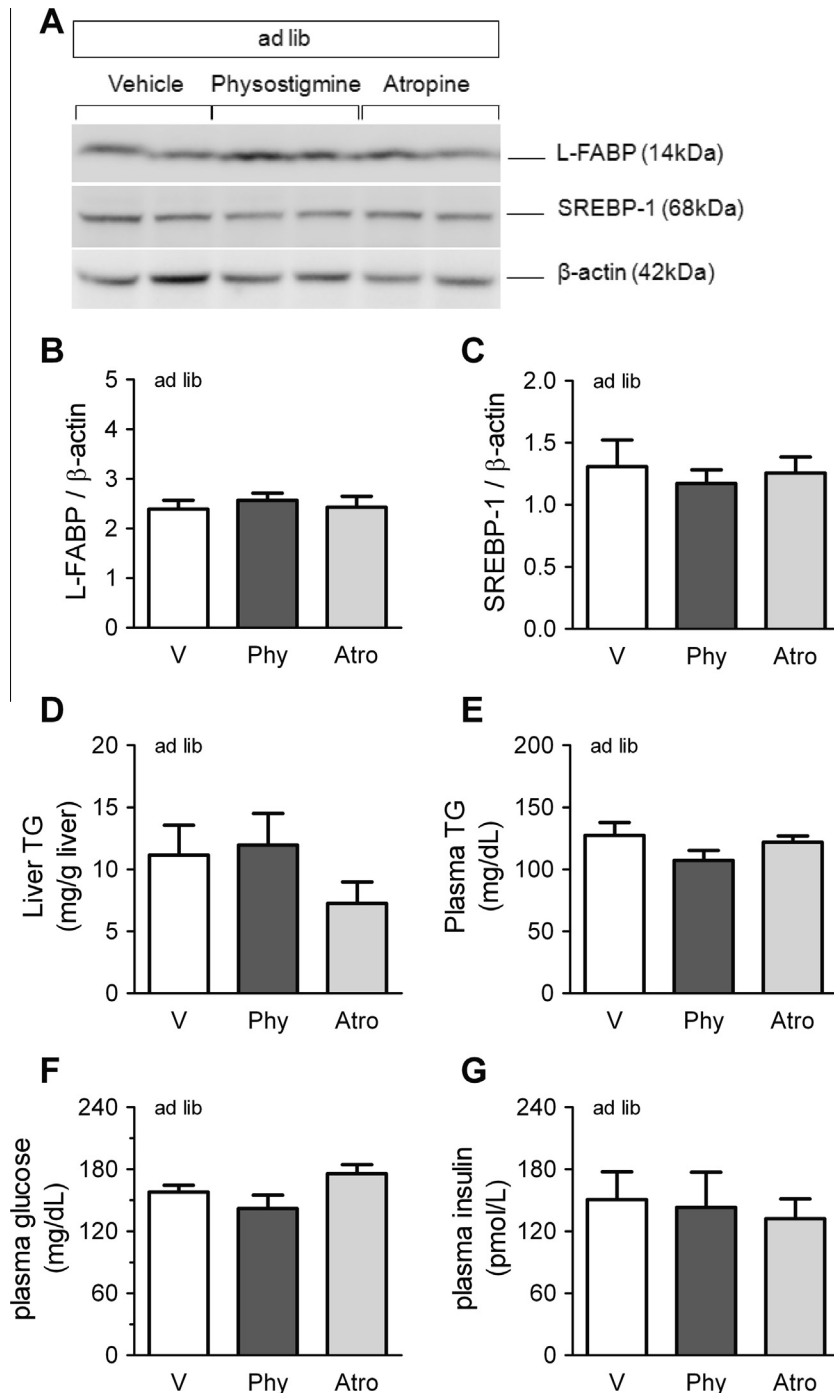 A
ad lib
Vehicle Physostigmine Atropine
L-FABP (14kDa)
SREBP-1 (68kDa)
β-actin (42kDa)
B
L-FABP / β-actin
5
4
3
2
1
0
ad lib
V Phy Atro
C
SREBP-1 / β-actin
2.0
1.5
1.0
0.5
0.0
ad lib
V Phy Atro
D
Liver TG
(mg/g liver)
20
15
10
5
0
ad lib
V Phy Atro
E
Plasma TG
(mg/dL)
200
150
100
50
0
ad lib
V Phy Atro
F
plasma glucose
(mg/dL)
240
180
120
60
0
ad lib
V Phy Atro
G
plasma insulin
(pmol/L)
240
180
120
60
0
ad lib
V Phy Atro